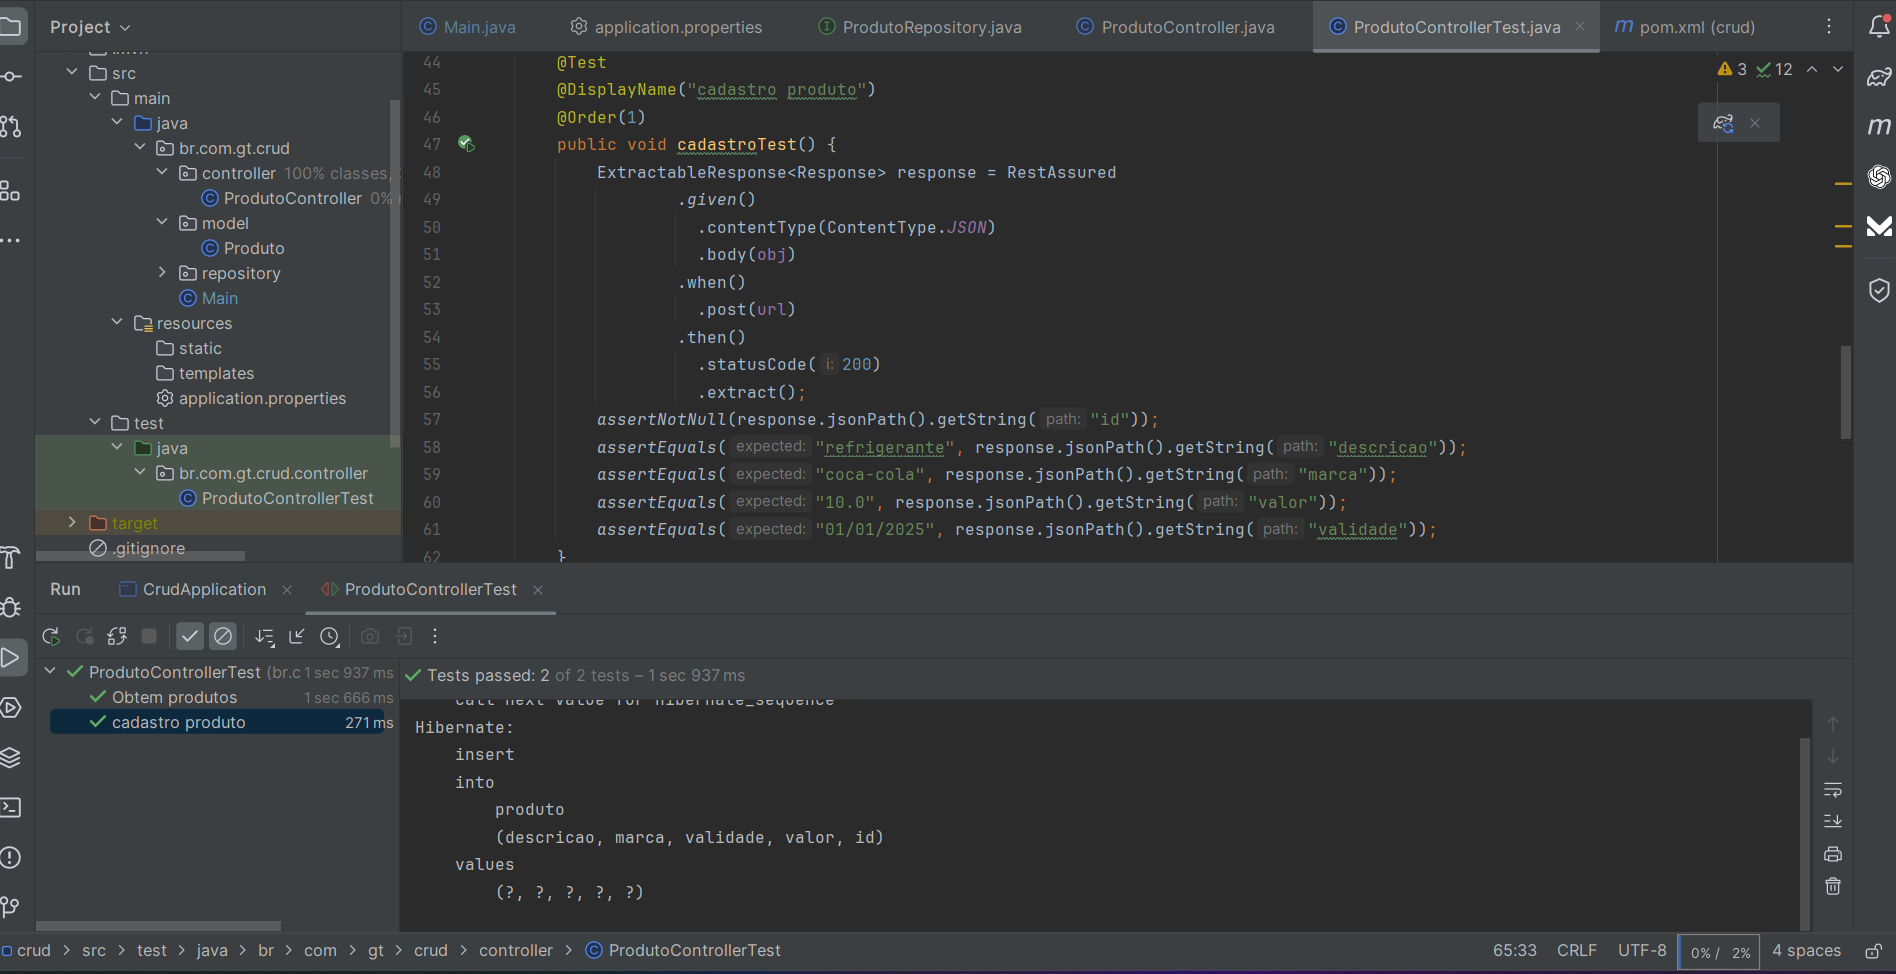 Project
Main.java
application.properties
ProdutoRepository.java
ProdutoController.java
ProdutoControllerTest.java
pom.xml (crud)
src
main
java
br.com.gt.crud
controller 100% classes,
ProdutoController 0%
model
Produto
repository
Main
resources
static
templates
application.properties
test
java
br.com.gt.crud.controller
ProdutoControllerTest
target
.gitignore
3 12
44 @Test
45 @DisplayName("cadastro produto")
46 @Order(1)
47 public void cadastroTest() {
48 ExtractableResponse<Response> response = RestAssured
49 .given()
50 .contentType(ContentType.JSON)
51 .body(obj)
52 .when()
53 .post(url)
54 .then()
55 .statusCode( i: 200)
56 .extract();
57 assertNotNull(response.jsonPath().getString( path: "id"));
58 assertEquals( expected: "refrigerante", response.jsonPath().getString( path: "descricao"));
59 assertEquals( expected: "coca-cola", response.jsonPath().getString( path: "marca"));
60 assertEquals( expected: "10.0", response.jsonPath().getString( path: "valor"));
61 assertEquals( expected: "01/01/2025", response.jsonPath().getString( path: "validade"));
62 }
Run
CrudApplication
ProdutoControllerTest
ProdutoControllerTest (br.c 1 sec 937 ms
Obtem produtos 1 sec 666 ms
cadastro produto 271 ms
Tests passed: 2 of 2 tests – 1 sec 937 ms
call next value for hibernate_sequence
Hibernate:
insert
into
produto
(descricao, marca, validade, valor, id)
values
(?, ?, ?, ?, ?)
crud > src > test > java > br > com > gt > crud > controller > ProdutoControllerTest
65:33 CRLF UTF-8 0% / 2% 4 spaces